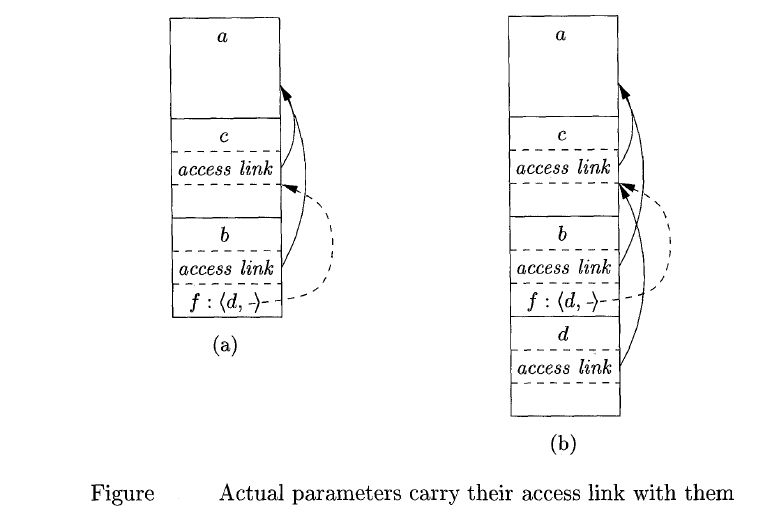 a
c
access link
b
access link
f : ⟨d, -⟩
(a)
a
c
access link
b
access link
f : ⟨d, -⟩
d
access link
(b)
Figure Actual parameters carry their access link with them